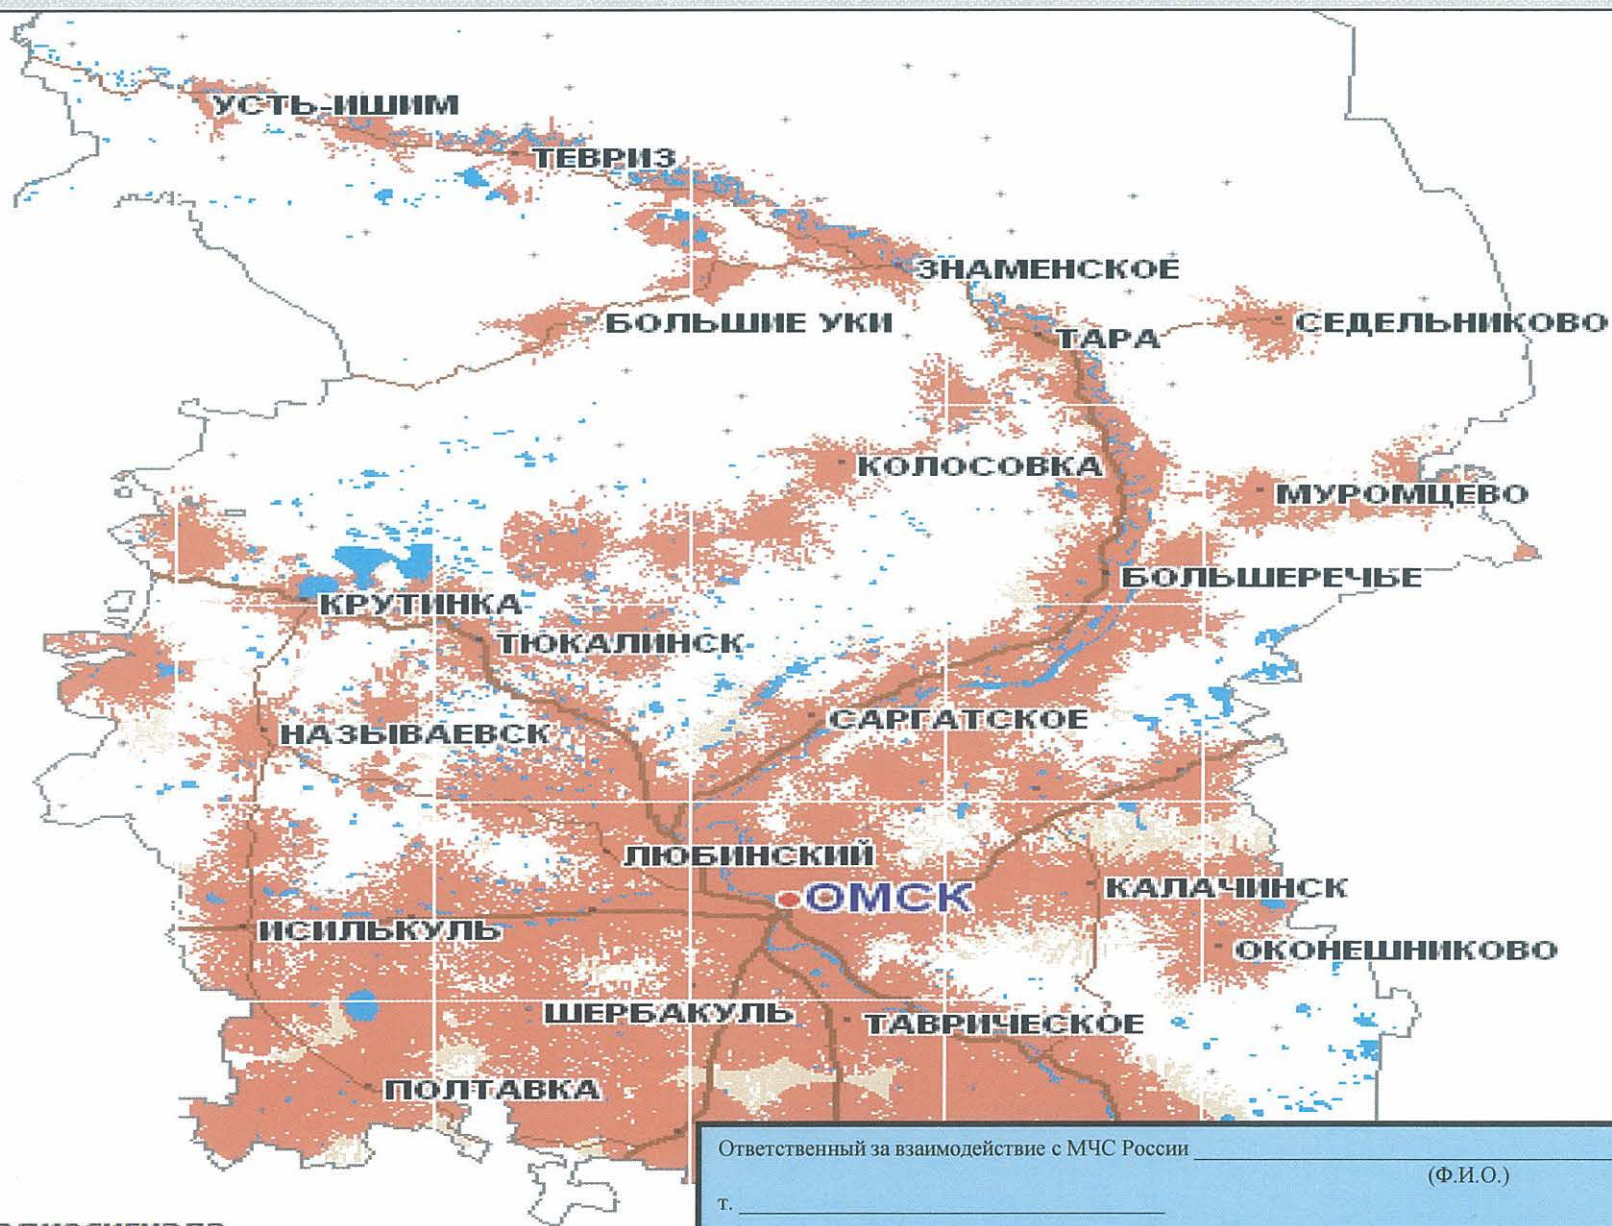 УСТЬ-ИШИМ
ТЕВРИЗ
ЗНАМЕНСКОЕ
БОЛЬШИЕ УКИ
СЕДЕЛЬНИКОВО
ТАРА
КОЛОСОВКА
МУРОМЦЕВО
БОЛЬШЕРЕЧЬЕ
КРУТИНКА
ТЮКАЛИНСК
САРГАТСКОЕ
НАЗЫВАЕВСК
ЛЮБИНСКИЙ
ОМСК
КАЛАЧИНСК
ИСИЛЬКУЛЬ
ОКОНЕШНИКОВО
ШЕРБАКУЛЬ
ТАВРИЧЕСКОЕ
ПОЛТАВКА
Ответственный за взаимодействие с МЧС России
(Ф.И.О.)
т.